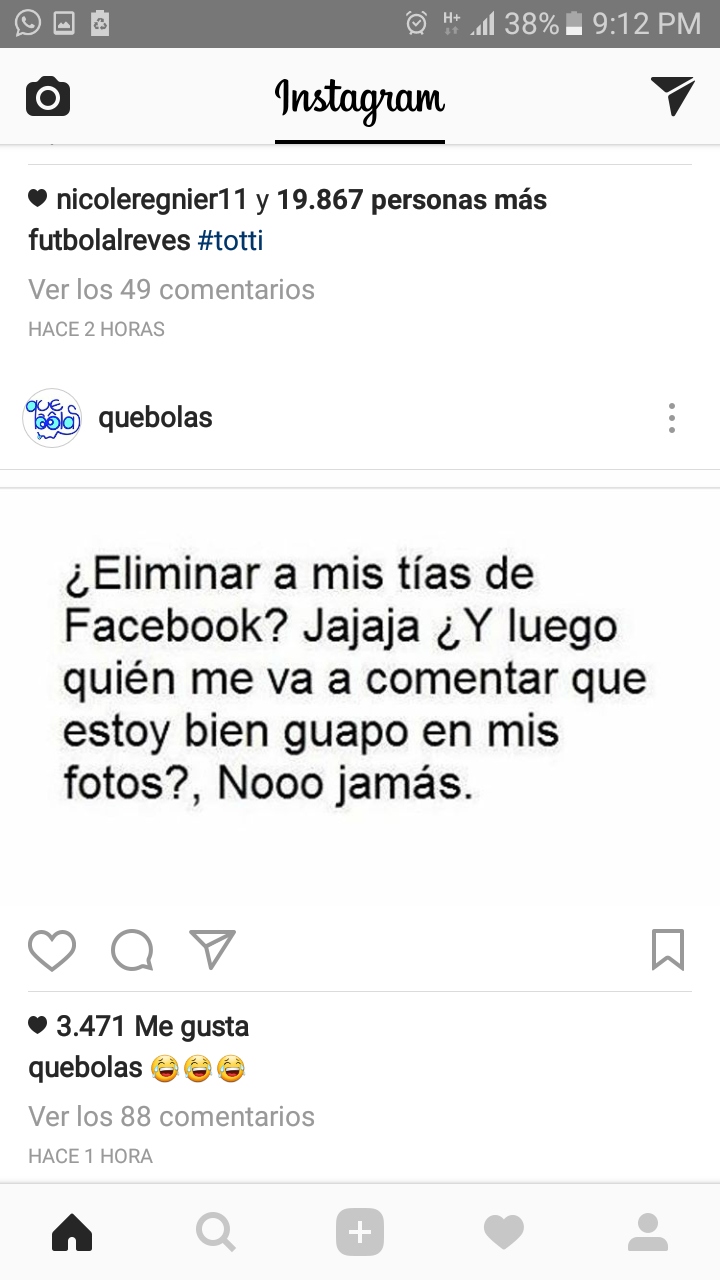 H+ 38% 9:12 PM
Instagram
nicoleregnier11 y 19.867 personas más
futbolalreves #totti
Ver los 49 comentarios
HACE 2 HORAS
que bolas
quebolas
¿Eliminar a mis tías de
Facebook? Jajaja ¿Y luego
quién me va a comentar que
estoy bien guapo en mis
fotos?, Nooo jamás.
3.471 Me gusta
quebolas 😂😂😂
Ver los 88 comentarios
HACE 1 HORA